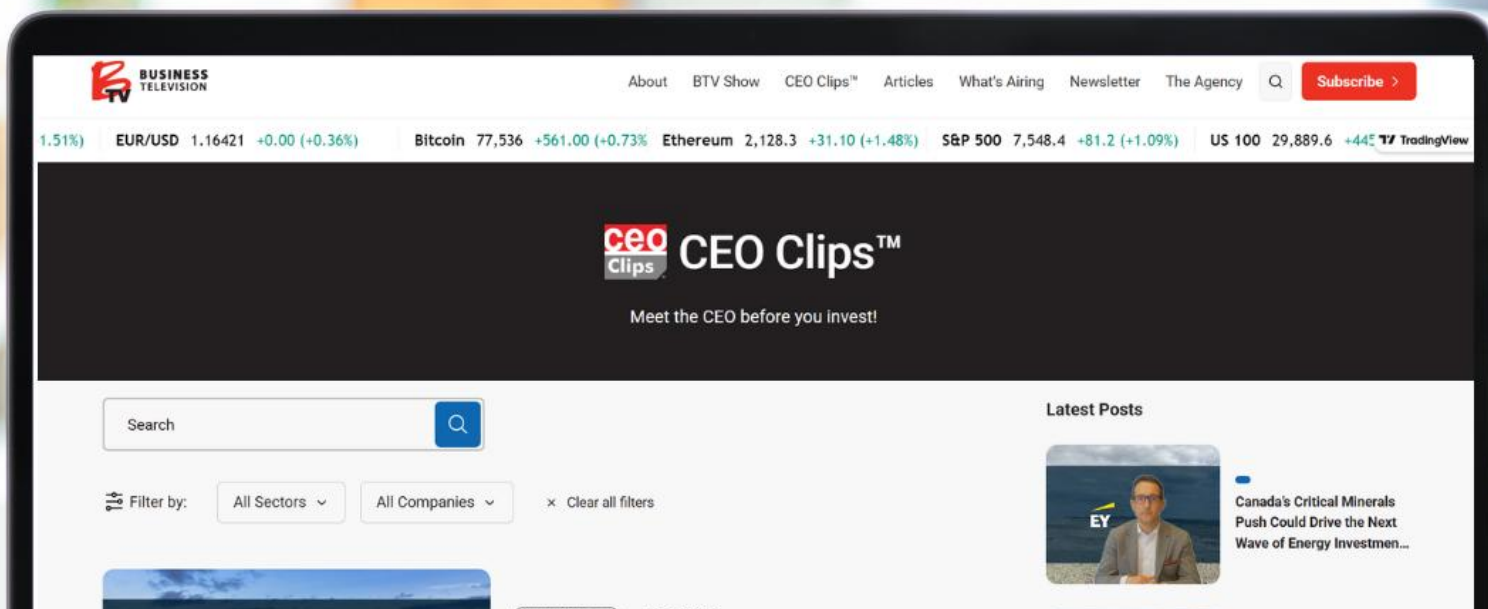 BTV
BUSINESS
TELEVISION
About BTV Show CEO Clips™ Articles What's Airing Newsletter The Agency Subscribe >
1.51%) EUR/USD 1.16421 +0.00 (+0.36%) Bitcoin 77,536 +561.00 (+0.73% Ethereum 2,128.3 +31.10 (+1.48%) S&P 500 7,548.4 +81.2 (+1.09%) US 100 29,889.6 +445 TradingView
ceo
Clips
CEO Clips™
Meet the CEO before you invest!
Search
Latest Posts
Filter by: All Sectors All Companies × Clear all filters
EY
Canada's Critical Minerals
Push Could Drive the Next
Wave of Energy Investmen...